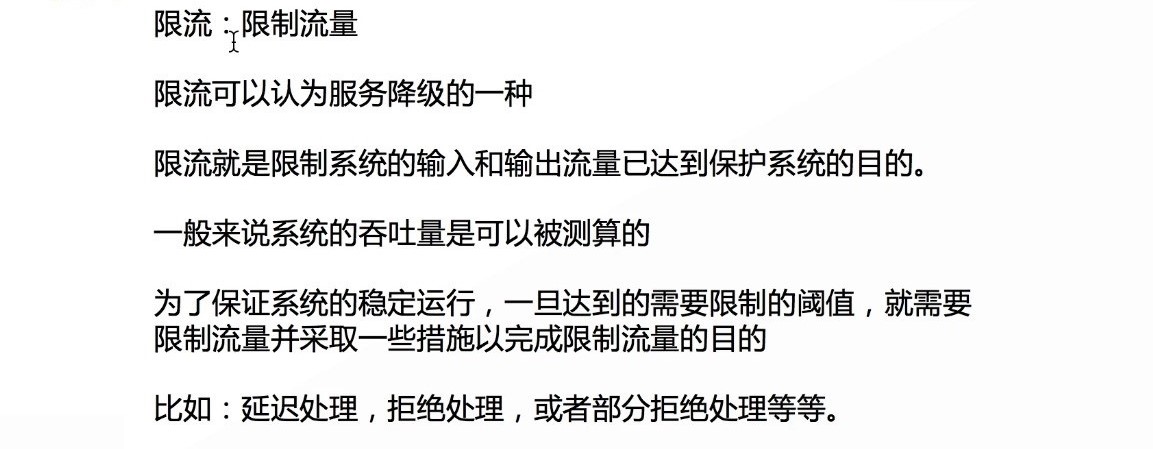 限流：限制流量
限流可以认为服务降级的一种
限流就是限制系统的输入和输出流量已达到保护系统的目的。
一般来说系统的吞吐量是可以被测算的
为了保证系统的稳定运行，一旦达到的需要限制的阈值，就需要
限制流量并采取一些措施以完成限制流量的目的
比如：延迟处理，拒绝处理，或者部分拒绝处理等等。